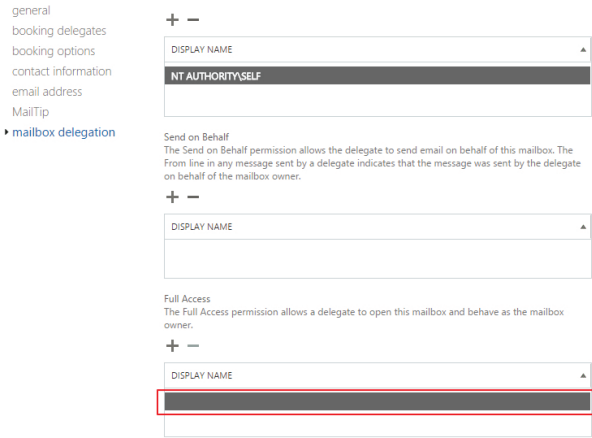 general
booking delegates
booking options
contact information
email address
MailTip
mailbox delegation
DISPLAY NAME
NT AUTHORITY\SELF
Send on Behalf
The Send on Behalf permission allows the delegate to send email on behalf of this mailbox. The
From line in any message sent by a delegate indicates that the message was sent by the delegate
on behalf of the mailbox owner.
DISPLAY NAME
Full Access
The Full Access permission allows a delegate to open this mailbox and behave as the mailbox
owner.
DISPLAY NAME